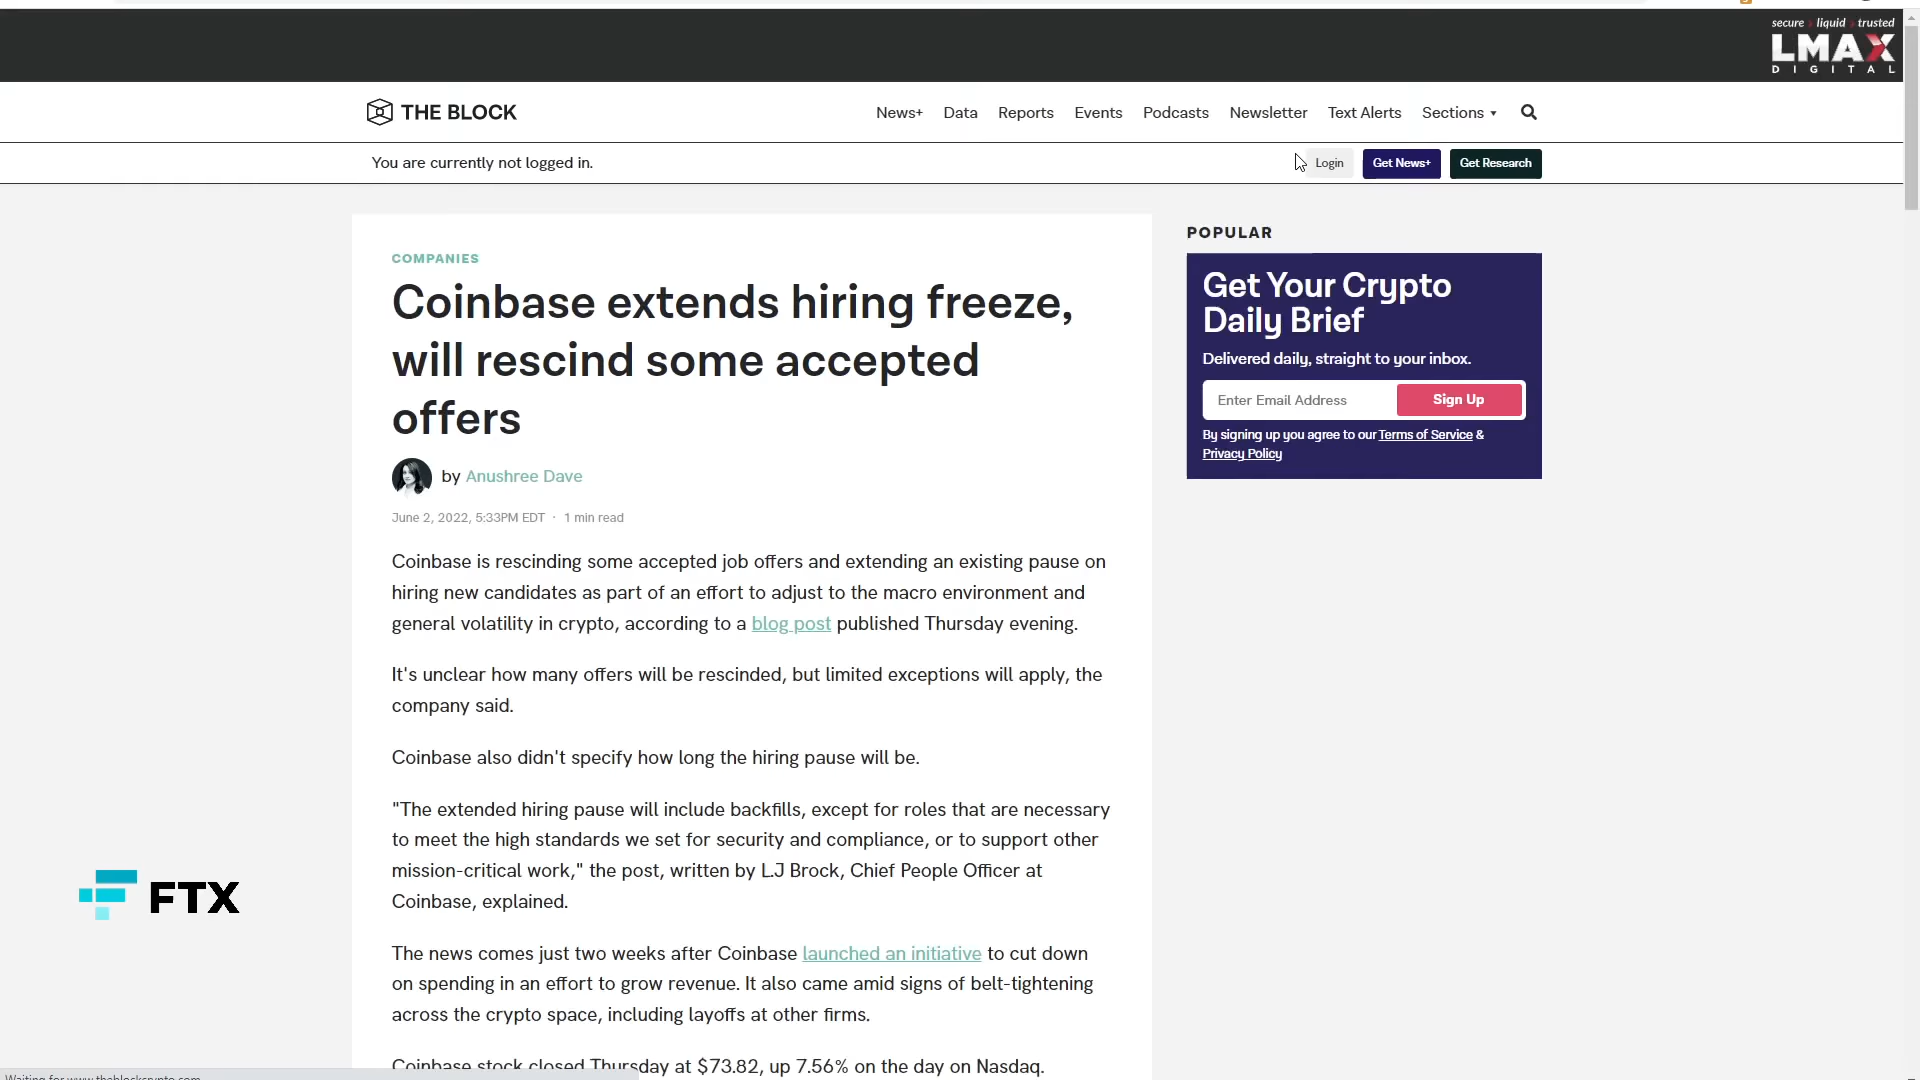 secure › liquid › trusted
LMAX
DIGITAL
THE BLOCK
News+ Data Reports Events Podcasts Newsletter Text Alerts Sections ▾
You are currently not logged in.
Login Get News+ Get Research
COMPANIES
Coinbase extends hiring freeze,
will rescind some accepted
offers
by Anushree Dave
June 2, 2022, 5:33PM EDT · 1 min read
Coinbase is rescinding some accepted job offers and extending an existing pause on
hiring new candidates as part of an effort to adjust to the macro environment and
general volatility in crypto, according to a blog post published Thursday evening.
It's unclear how many offers will be rescinded, but limited exceptions will apply, the
company said.
Coinbase also didn't specify how long the hiring pause will be.
"The extended hiring pause will include backfills, except for roles that are necessary
to meet the high standards we set for security and compliance, or to support other
mission-critical work," the post, written by L.J Brock, Chief People Officer at
Coinbase, explained.
The news comes just two weeks after Coinbase launched an initiative to cut down
on spending in an effort to grow revenue. It also came amid signs of belt-tightening
across the crypto space, including layoffs at other firms.
Coinbase stock closed Thursday at $73.82, up 7.56% on the day on Nasdaq.
POPULAR
Get Your Crypto
Daily Brief
Delivered daily, straight to your inbox.
Enter Email Address Sign Up
By signing up you agree to our Terms of Service &
Privacy Policy
FTX
Waiting for www.theblockcrypto.com